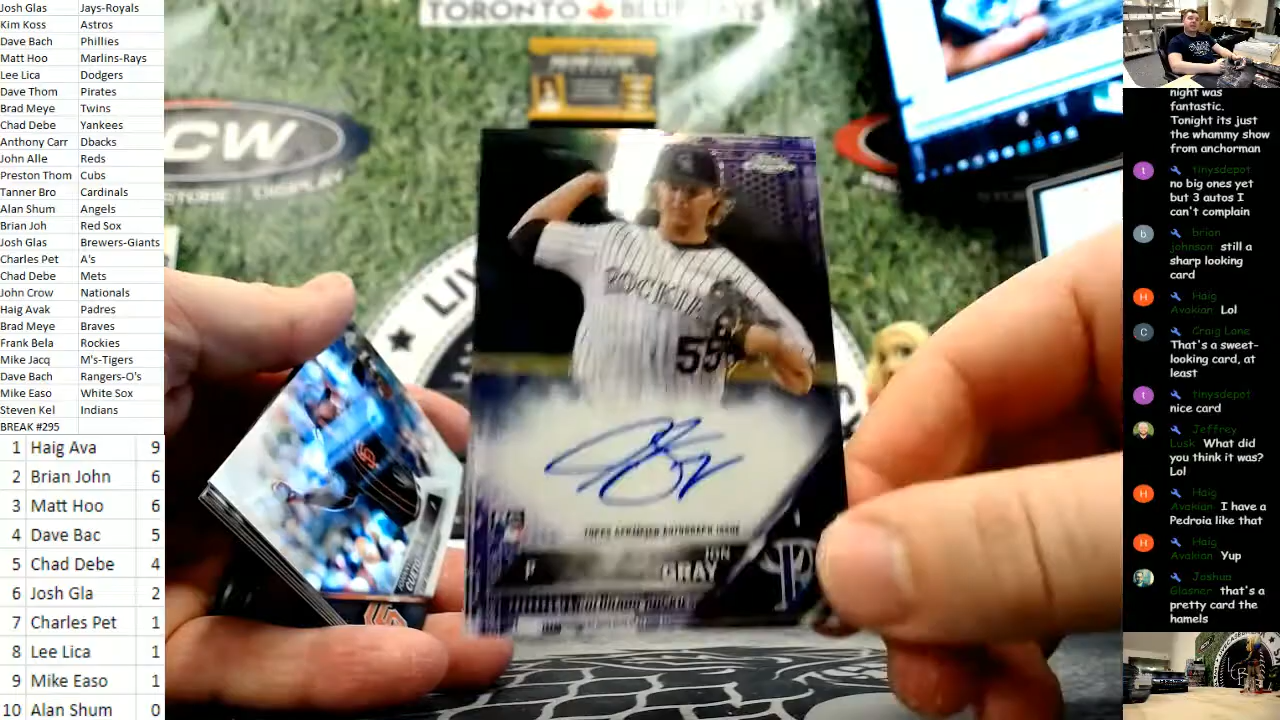 Josh Glas Jays-Royals
Kim Koss Astros
Dave Bach Phillies
Matt Hoo Marlins-Rays
Lee Lica Dodgers
Dave Thom Pirates
Brad Meye Twins
Chad Debe Yankees
Anthony Carr Dbacks
John Alle Reds
Preston Thom Cubs
Tanner Bro Cardinals
Alan Shum Angels
Brian Joh Red Sox
Josh Glas Brewers-Giants
Charles Pet A's
Chad Debe Mets
John Crow Nationals
Haig Avak Padres
Brad Meye Braves
Frank Bela Rockies
Mike Jacq M's-Tigers
Dave Bach Rangers-O's
Mike Easo White Sox
Steven Kel Indians
BREAK #295
1 Haig Ava 9
2 Brian John 6
3 Matt Hoo 6
4 Dave Bac 5
5 Chad Debe 4
6 Josh Gla 2
7 Charles Pet 1
8 Lee Lica 1
9 Mike Easo 1
10 Alan Shum 0
TORONTO BLUE JAYS
CW
LIV
Chrome
ROCKIES
55
TOPPS CERTIFIED AUTOGRAPH ISSUE
JON
P GRAY
CUETO
night was
fantastic.
Tonight its just
the whammy show
from anchorman
t tinysdepot
no big ones yet
but 3 autos I
can't complain
b brian
johnson still a
sharp looking
card
H Haig
Avakian Lol
C Craig Lane
That's a sweet-
looking card, at
least
t tinysdepot
nice card
Jeffrey
Lusk What did
you think it was?
Lol
H Haig
Avakian I have a
Pedroia like that
H Haig
Avakian Yup
Joshua
Glasner that's a
pretty card the
hamels